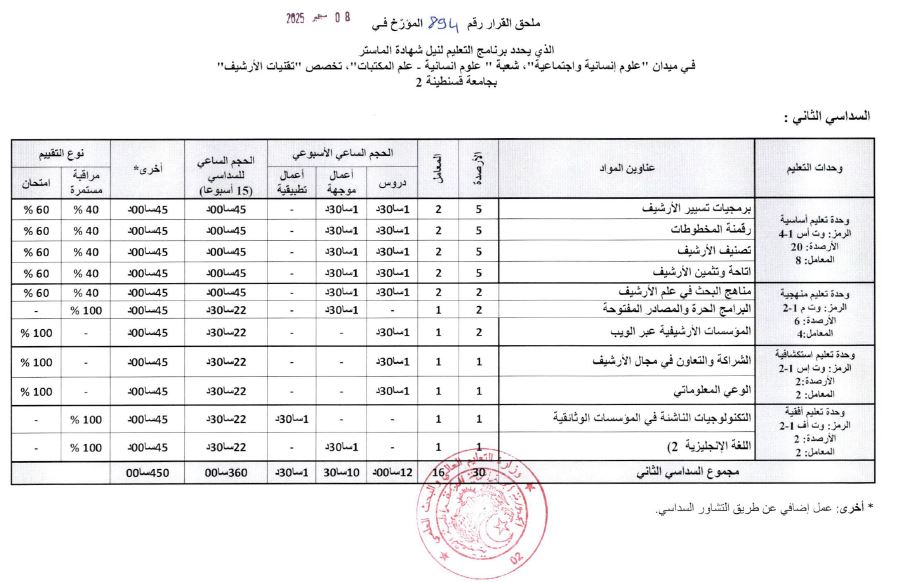 08 سبتمبر 2025
ملحق القرار رقم 894 المؤرّخ في
الذي يحدد برنامج التعليم لنيل شهادة الماستر
في ميدان "علوم إنسانية واجتماعية"، شعبة " علوم انسانية - علم المكتبات"، تخصص "تقنيات الأرشيف"
بجامعة قسنطينة 2
السداسي الثاني :
وحدات التعليم عناوين المواد الأرصدة المعامل الحجم الساعي الأسبوعي الحجم الساعي للسداسي (15 أسبوعا) أخرى* نوع التقييم
دروس أعمال موجهة أعمال تطبيقية مراقبة مستمرة امتحان
وحدة تعليم أساسية
الرمز: وت أس 1-4
الأرصدة: 20
المعامل: 8
برمجيات تسيير الأرشيف 5 2 1سا30د 1سا30د - 45سا00د 45سا00د 40 % 60 %
رقمنة المخطوطات 5 2 1سا30د 1سا30د - 45سا00د 45سا00د 40 % 60 %
تصنيف الأرشيف 5 2 1سا30د 1سا30د - 45سا00د 45سا00د 40 % 60 %
اتاحة وتثمين الأرشيف 5 2 1سا30د 1سا30د - 45سا00د 45سا00د 40 % 60 %
وحدة تعليم منهجية
الرمز: وت م 1-2
الأرصدة: 6
المعامل:4
مناهج البحث في علم الأرشيف 2 2 1سا30د 1سا30د - 45سا00د 45سا00د 40 % 60 %
البرامج الحرة والمصادر المفتوحة 2 1 - 1سا30د - 22سا30د 45سا00د 100 % -
المؤسسات الأرشيفية عبر الويب 2 1 1سا30د - - 22سا30د 45سا00د - 100 %
وحدة تعليم استكشافية
الرمز: وت إس 1-2
الأرصدة:2
المعامل: 2
الشراكة والتعاون في مجال الأرشيف 1 1 1سا30د - - 22سا30د 45سا00د - 100 %
الوعي المعلوماتي 1 1 1سا30د - - 22سا30د 45سا00د - 100 %
وحدة تعليم أفقية
الرمز: وت أف 1-2
الأرصدة: 2
المعامل: 2
التكنولوجيات الناشئة في المؤسسات الوثائقية 1 1 - - 1سا30د 22سا30د 45سا00د 100 % -
اللغة الإنجليزية 2) 1 1 - 1سا30د - 22سا30د 45سا00د 100 % -
مجموع السداسي الثاني 30 16 12سا00د 10سا30د 1سا30د 360سا00 450سا00
* أخرى: عمل إضافي عن طريق التشاور السداسي.
وزارة التعليم العالي والبحث العلمي
02